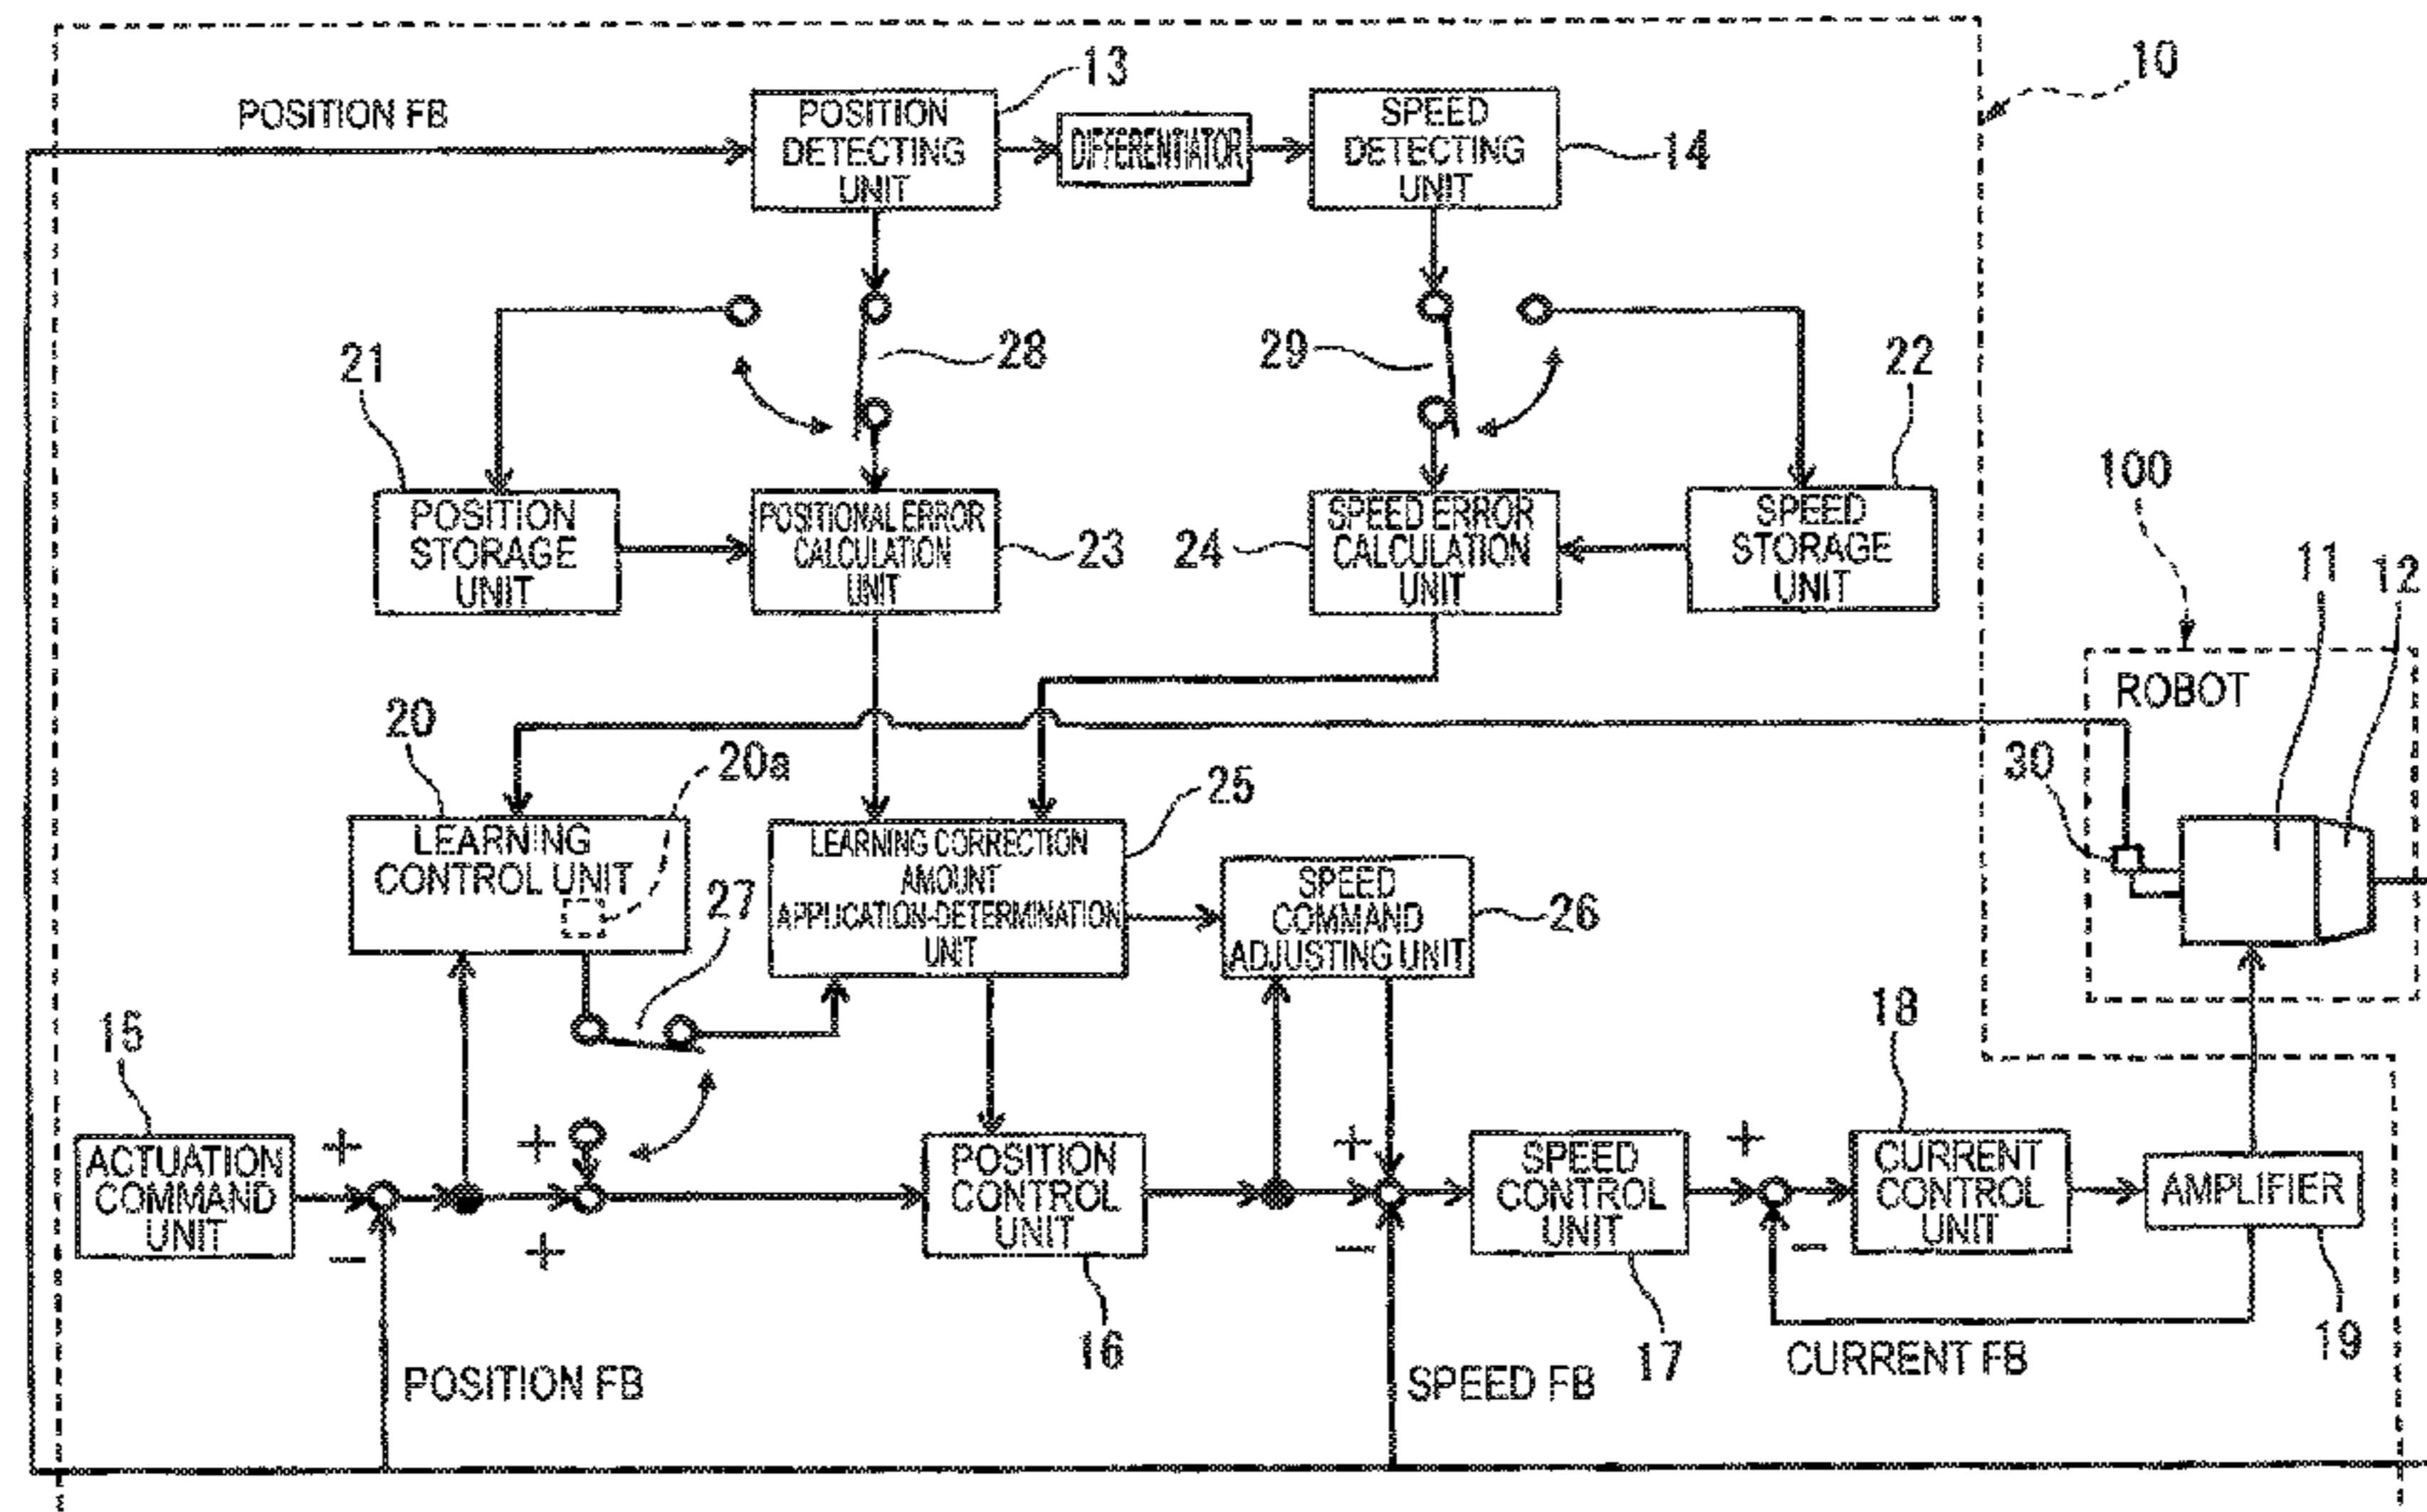 10
13
POSITION FB
POSITION
DETECTING
UNIT
DIFFERENTIATOR
SPEED
DETECTING
UNIT
14
28
29
21
22
POSITION
STORAGE
UNIT
POSITIONAL ERROR
CALCULATION
UNIT
23
24
SPEED ERROR
CALCULATION
UNIT
SPEED
STORAGE
UNIT
100
11
12
ROBOT
30
20
20a
25
LEARNING
CONTROL UNIT
27
LEARNING CORRECTION
AMOUNT
APPLICATION-DETERMINATION
UNIT
SPEED
COMMAND
ADJUSTING UNIT
26
15
18
ACTUATION
COMMAND
UNIT
+
−
+
+
POSITION
CONTROL
UNIT
+
−
SPEED
CONTROL
UNIT
+
−
CURRENT
CONTROL
UNIT
AMPLIFIER
16
17
19
POSITION FB
SPEED FB
CURRENT FB